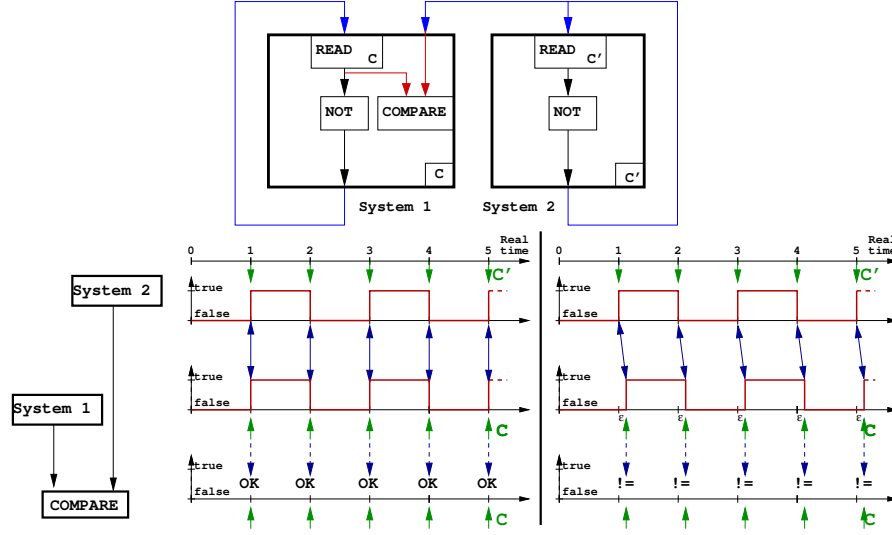 READ
C
NOT
COMPARE
C
System 1
READ
C'
NOT
C'
System 2
Real
time
0 1 2 3 4 5
C'
true
false
true
false
C
true
false
OK OK OK OK OK
C
Real
time
0 1 2 3 4 5
C'
true
false
true
false
ε ε ε ε ε
C
true
false
!= != != != !=
C
System 2
System 1
COMPARE